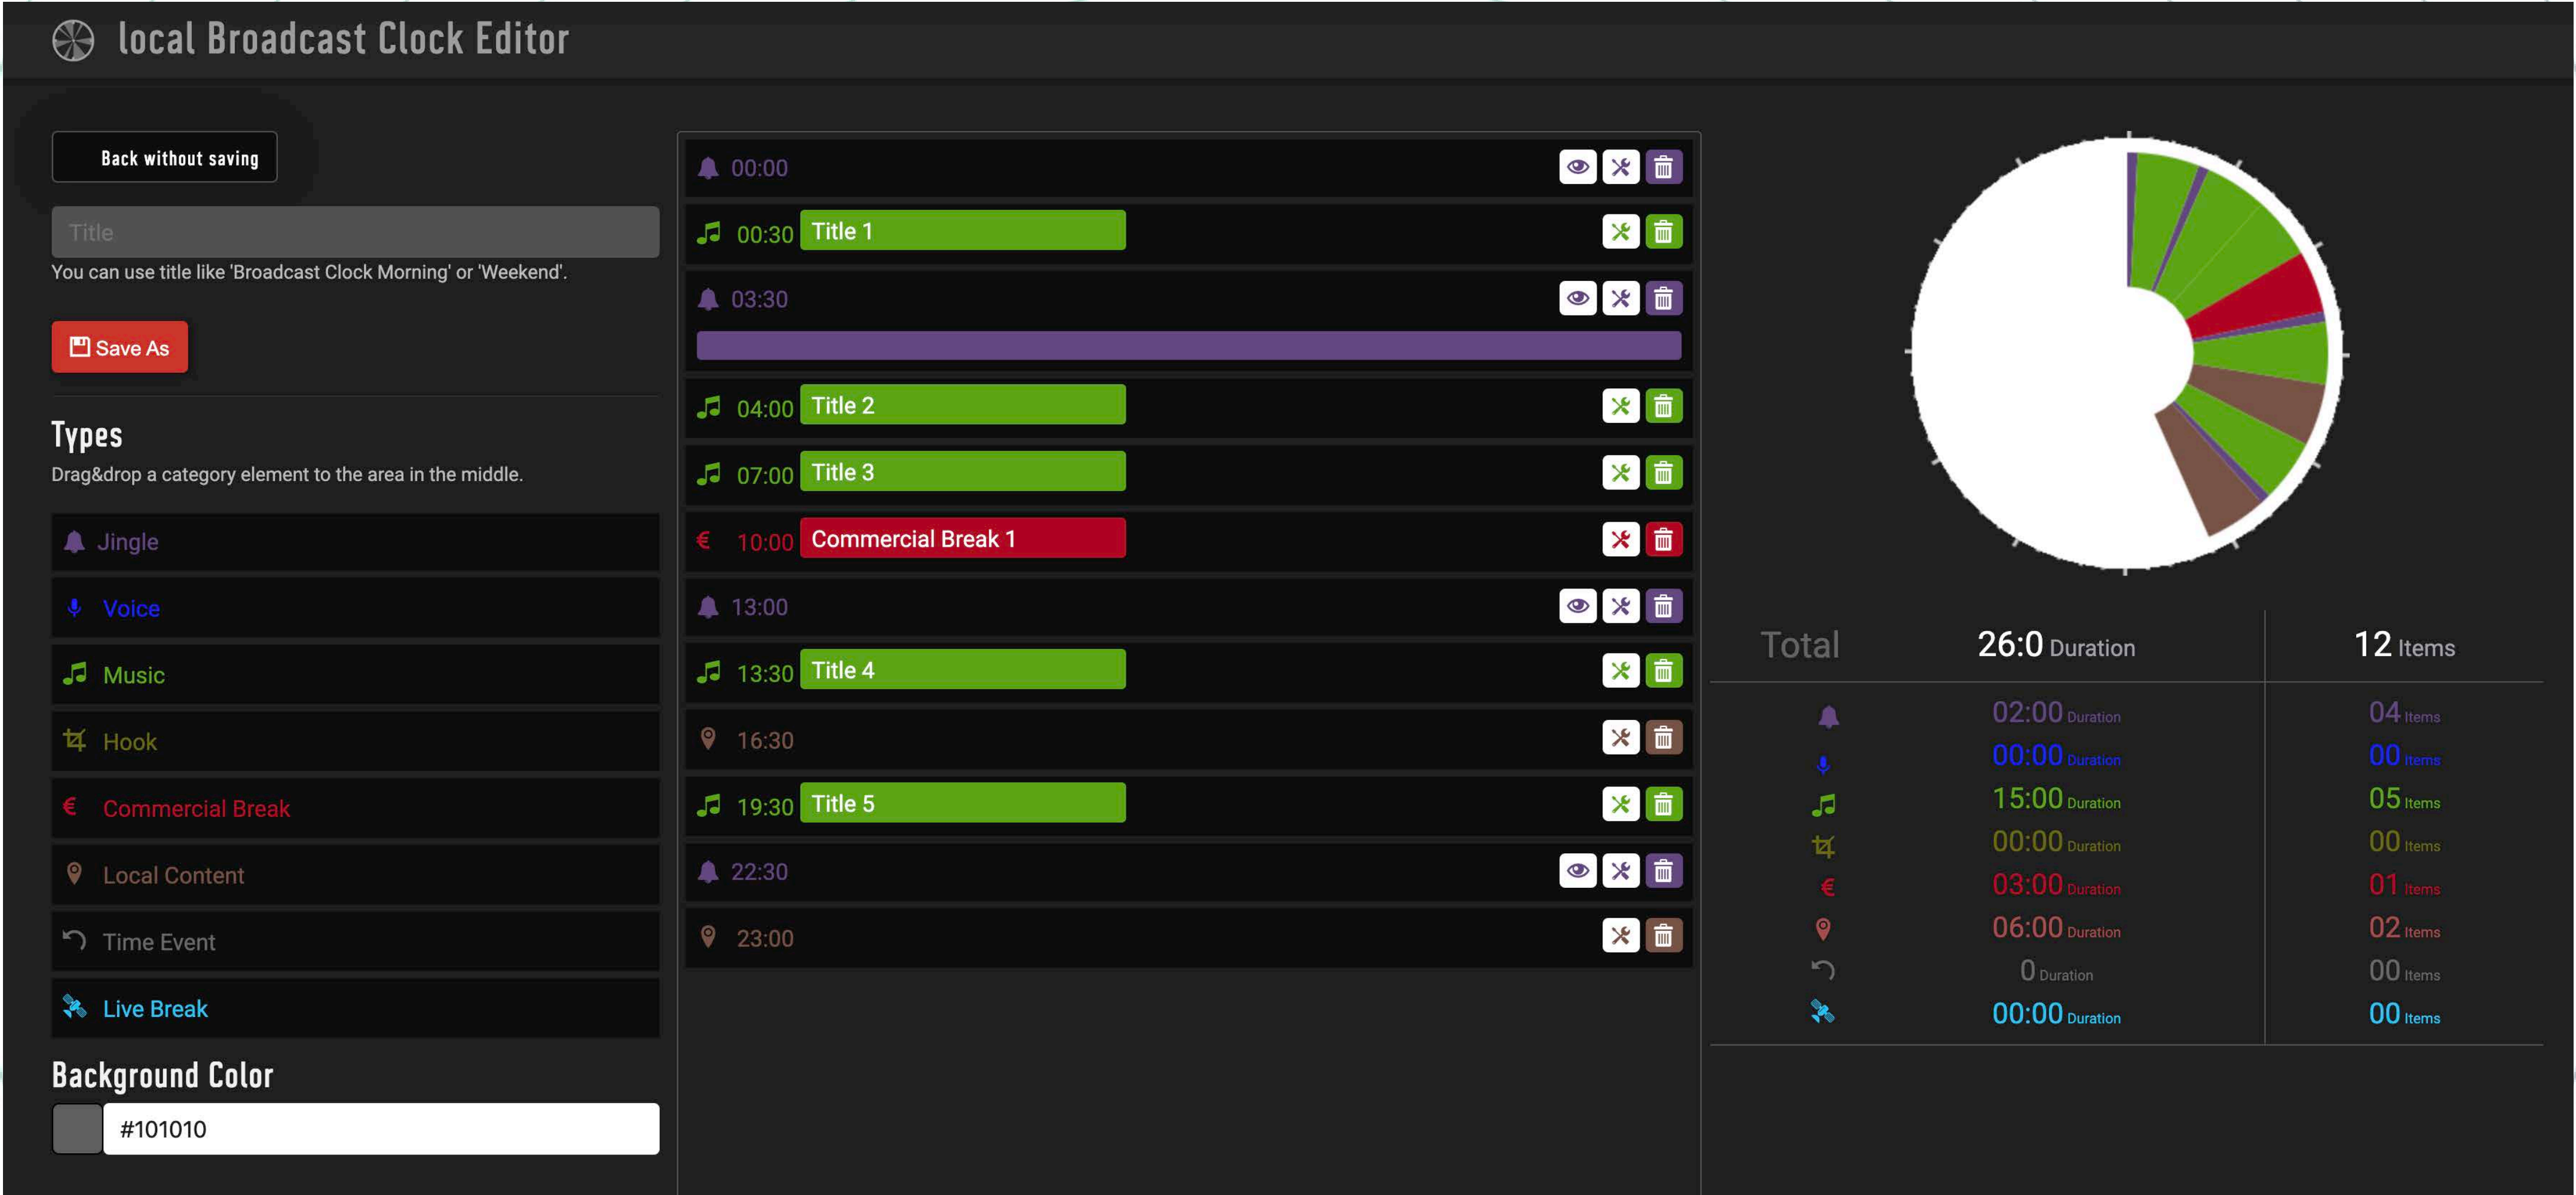 local Broadcast Clock Editor
Back without saving
Title
You can use title like 'Broadcast Clock Morning' or 'Weekend'.
Save As
Types
Drag&drop a category element to the area in the middle.
Jingle
Voice
Music
Hook
€ Commercial Break
Local Content
Time Event
Live Break
Background Color
#101010
00:00
00:30 Title 1
03:30
04:00 Title 2
07:00 Title 3
€ 10:00 Commercial Break 1
13:00
13:30 Title 4
16:30
19:30 Title 5
22:30
23:00
Total 26:0 Duration 12 Items
02:00 Duration 04 Items
00:00 Duration 00 Items
15:00 Duration 05 Items
00:00 Duration 00 Items
€ 03:00 Duration 01 Items
06:00 Duration 02 Items
0 Duration 00 Items
00:00 Duration 00 Items